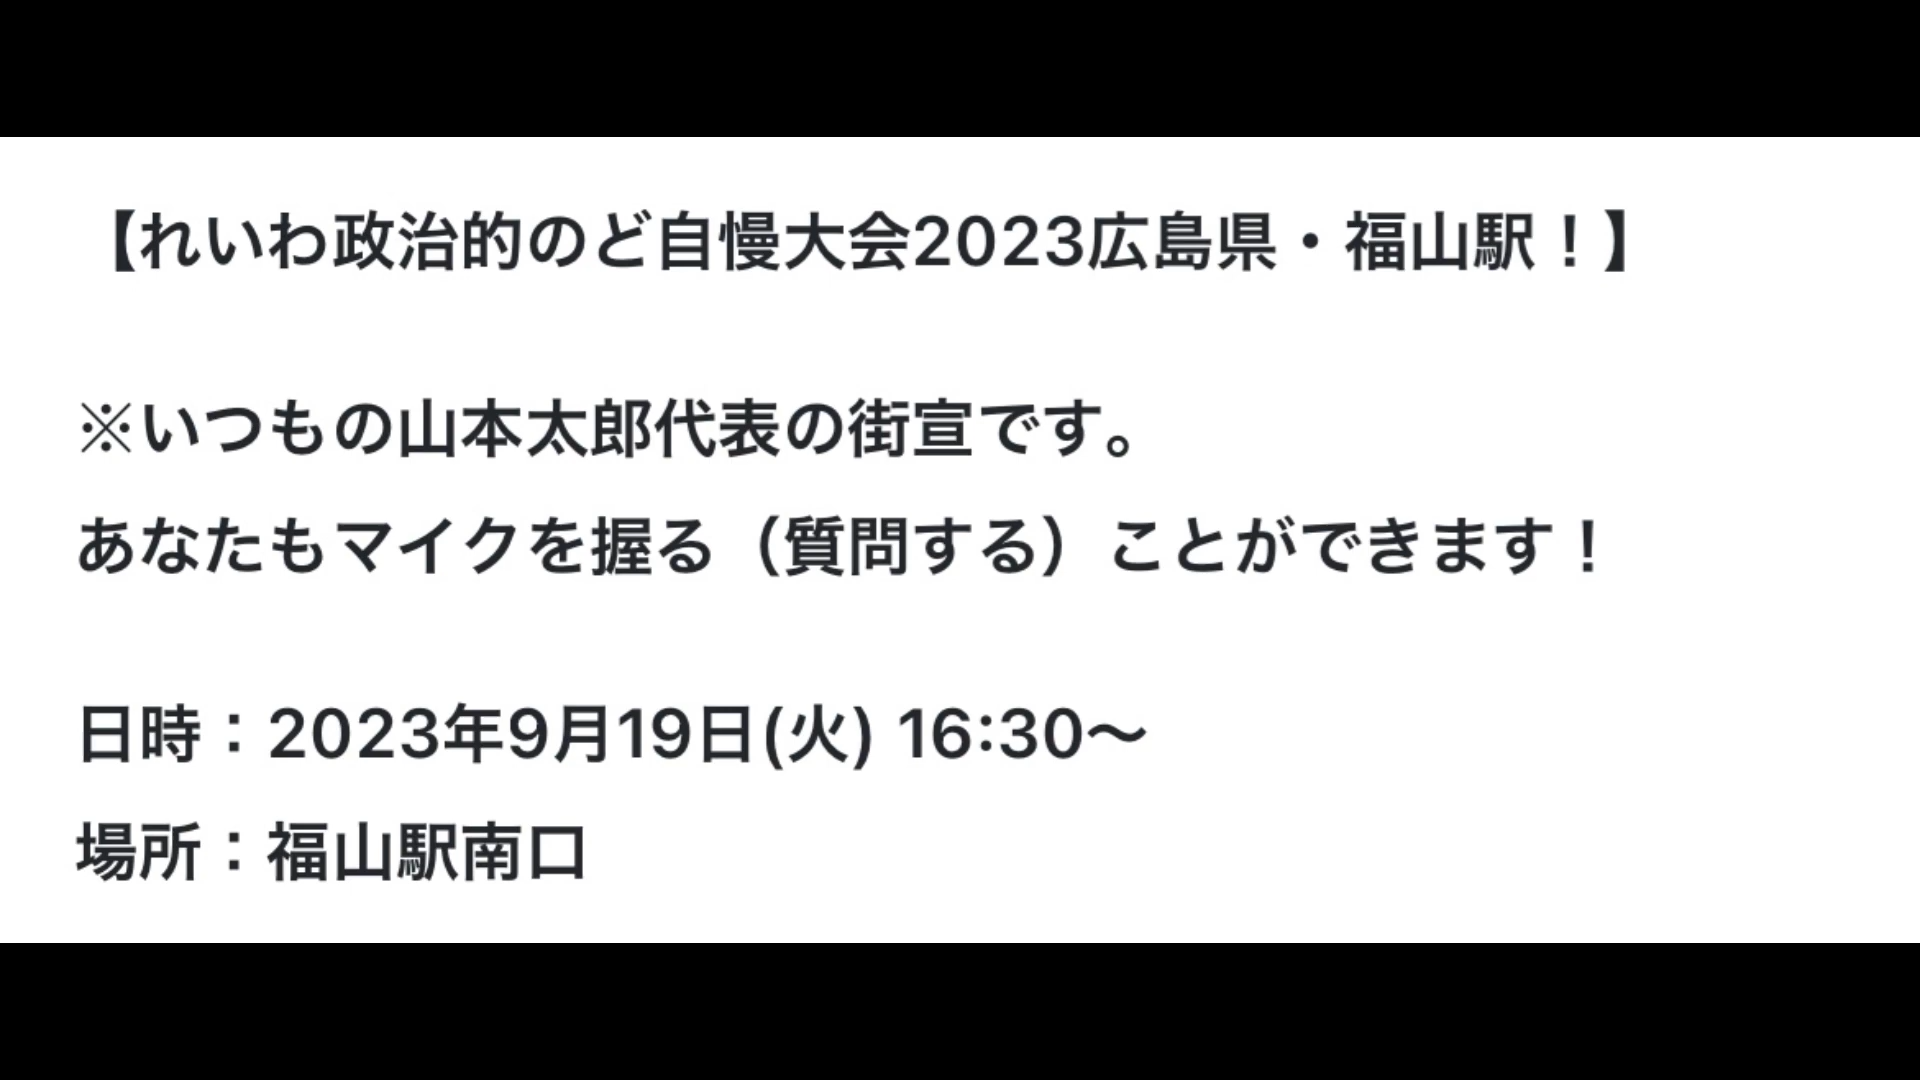 【れいわ政治的のど自慢大会2023広島県・福山駅！】
※いつもの山本太郎代表の街宣です。
あなたもマイクを握る（質問する）ことができます！
日時：2023年9月19日(火) 16:30〜
場所：福山駅南口